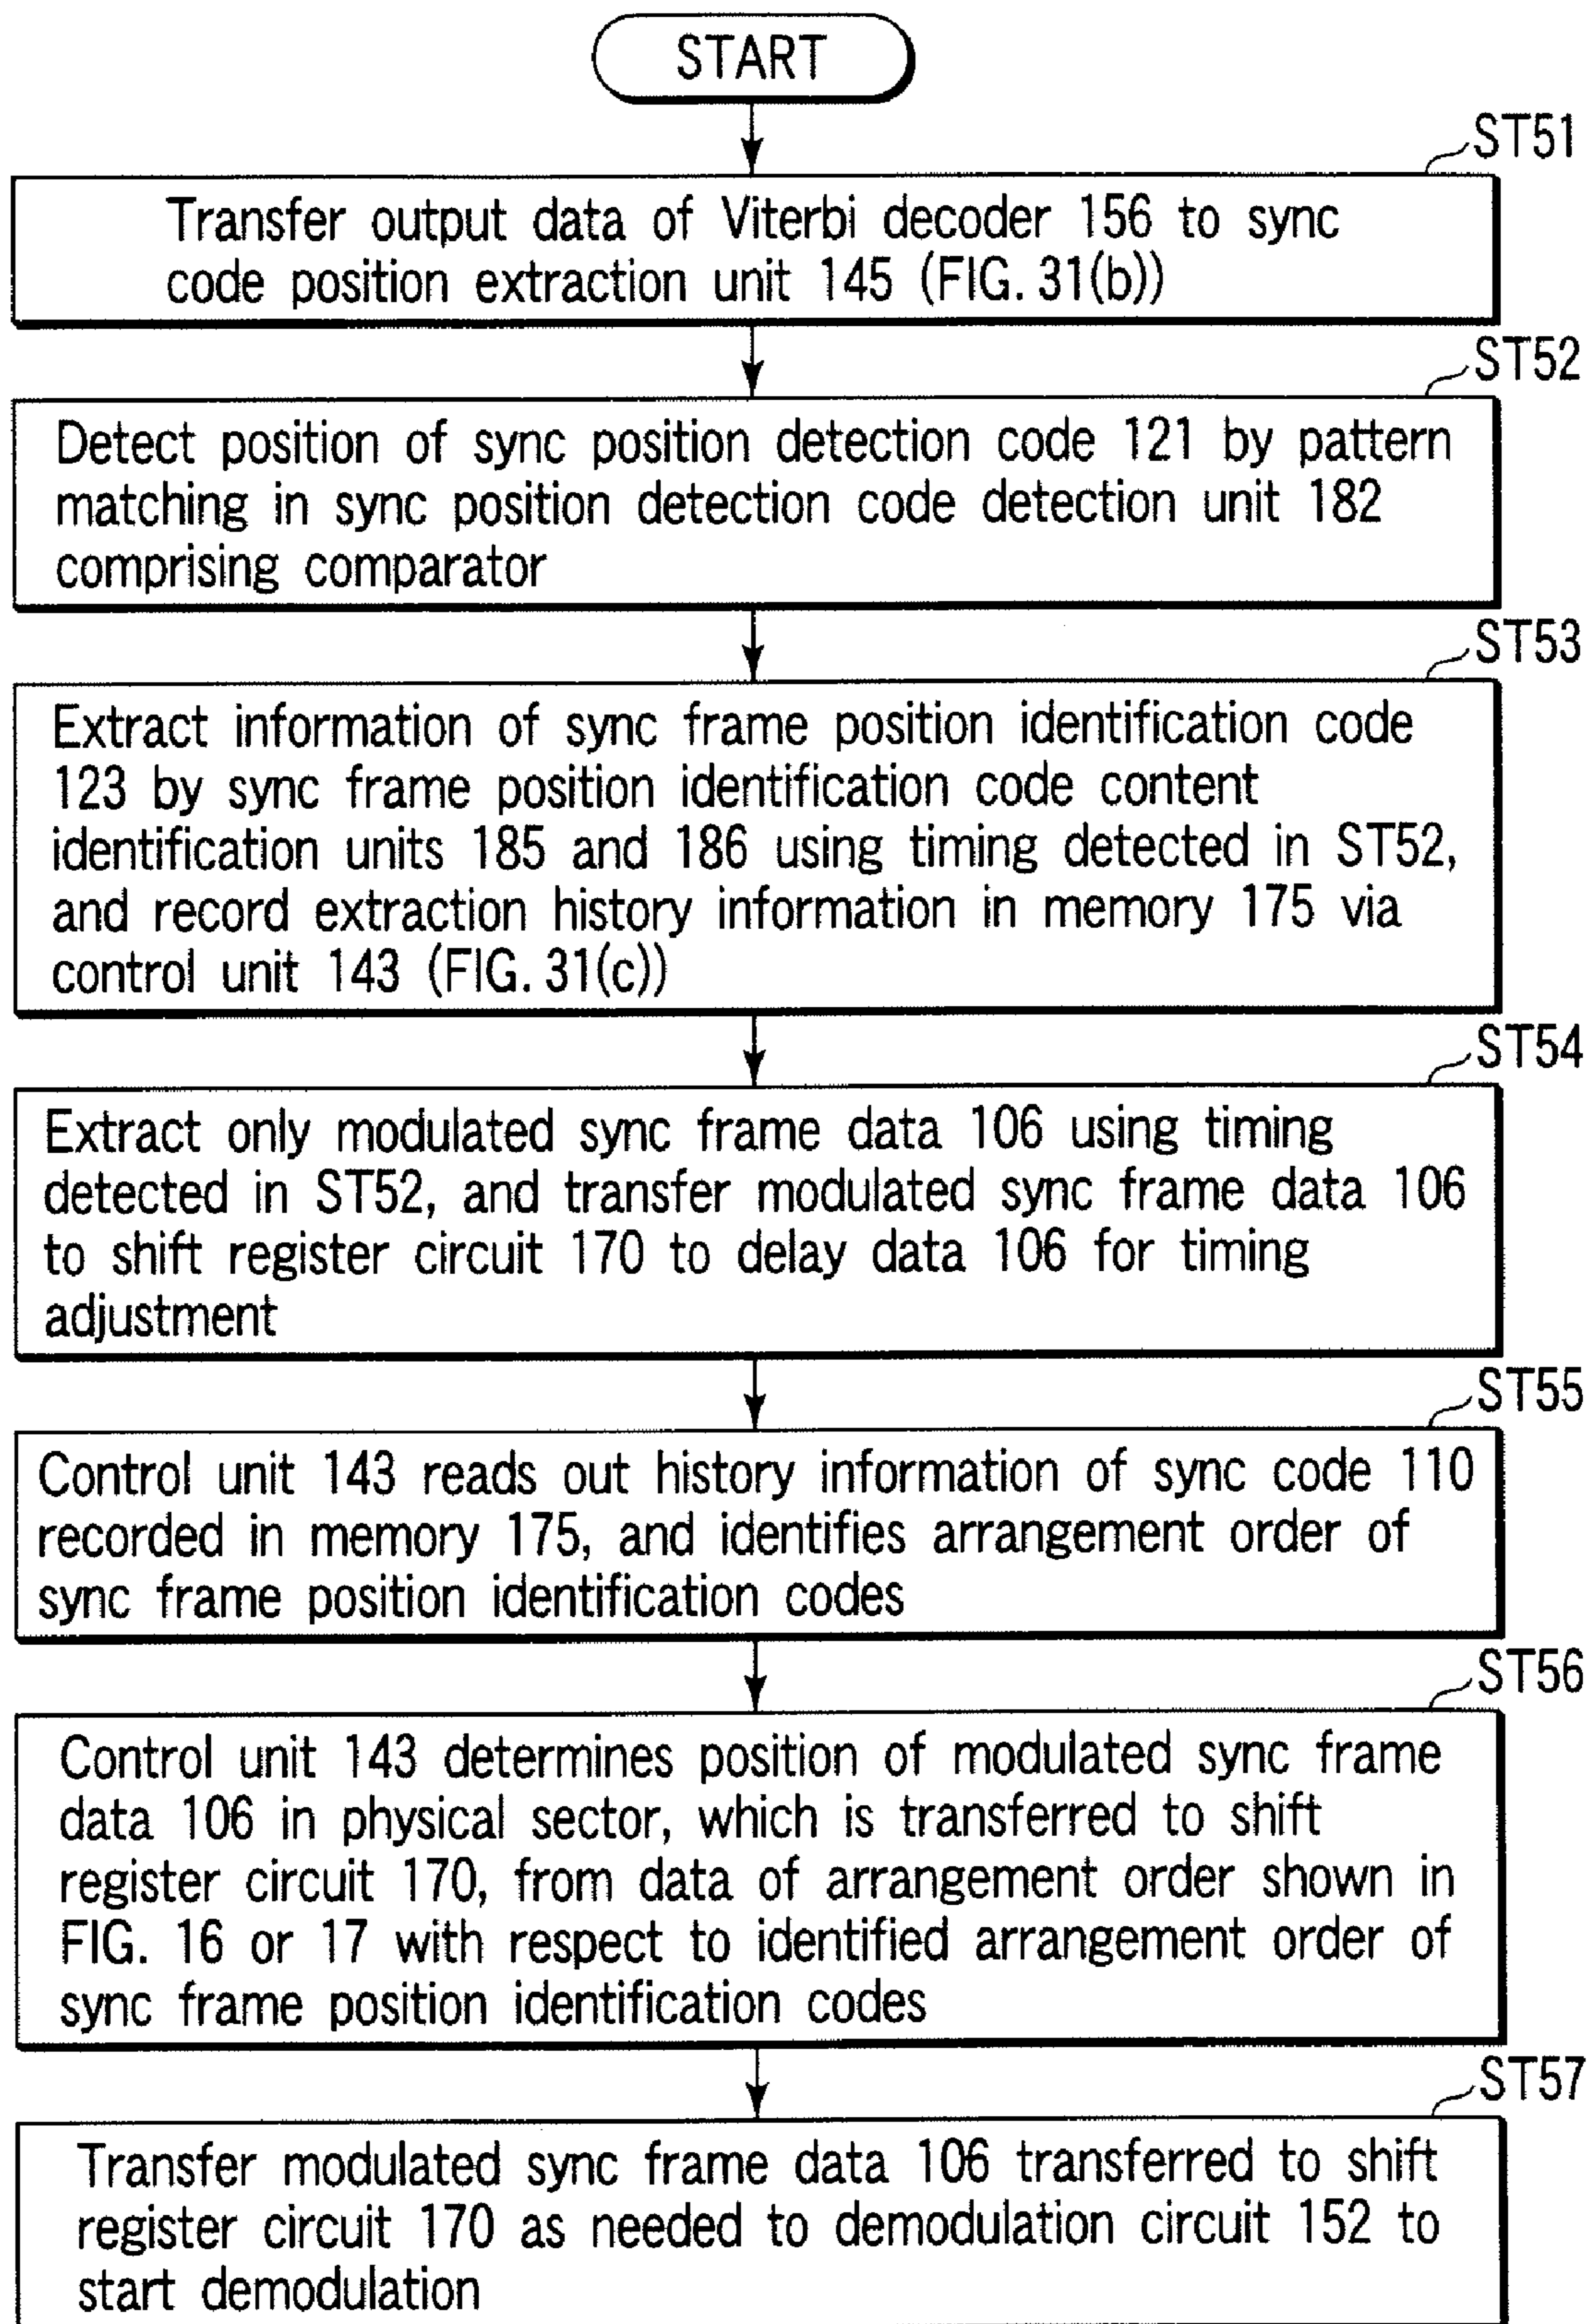 START
ST51
Transfer output data of Viterbi decoder 156 to sync
code position extraction unit 145 (FIG. 31(b))
ST52
Detect position of sync position detection code 121 by pattern
matching in sync position detection code detection unit 182
comprising comparator
ST53
Extract information of sync frame position identification code
123 by sync frame position identification code content
identification units 185 and 186 using timing detected in ST52,
and record extraction history information in memory 175 via
control unit 143 (FIG. 31(c))
ST54
Extract only modulated sync frame data 106 using timing
detected in ST52, and transfer modulated sync frame data 106
to shift register circuit 170 to delay data 106 for timing
adjustment
ST55
Control unit 143 reads out history information of sync code 110
recorded in memory 175, and identifies arrangement order of
sync frame position identification codes
ST56
Control unit 143 determines position of modulated sync frame
data 106 in physical sector, which is transferred to shift
register circuit 170, from data of arrangement order shown in
FIG. 16 or 17 with respect to identified arrangement order of
sync frame position identification codes
ST57
Transfer modulated sync frame data 106 transferred to shift
register circuit 170 as needed to demodulation circuit 152 to
start demodulation